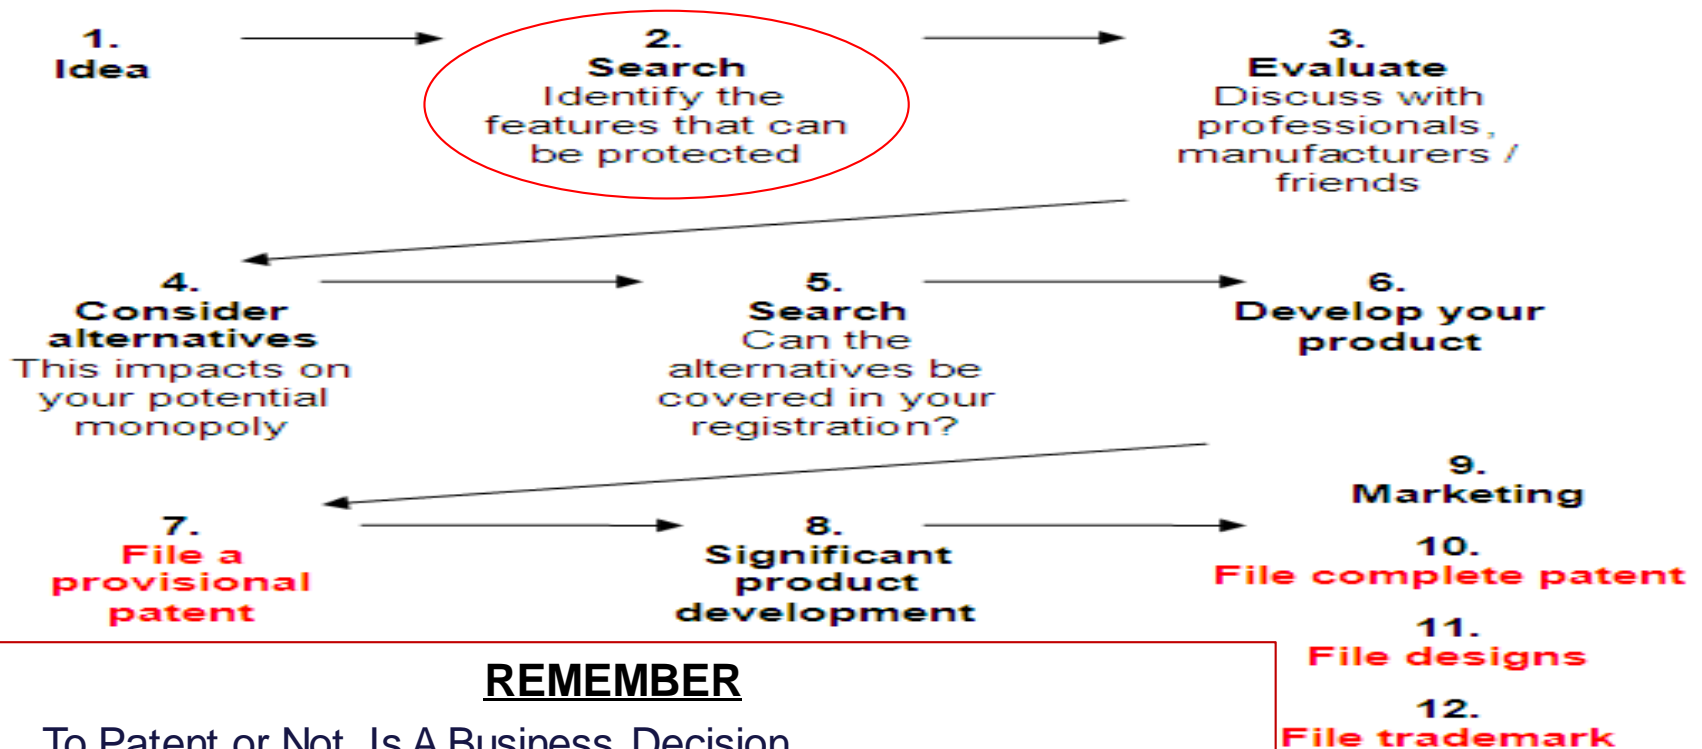 1.
Idea
2.
Search
Identify the
features that can
be protected
3.
Evaluate
Discuss with
professionals,
manufacturers /
friends
4.
Consider
alternatives
This impacts on
your potential
monopoly
5.
Search
Can the
alternatives be
covered in your
registration?
6.
Develop your
product
7.
File a
provisional
patent
8.
Significant
product
development
9.
Marketing
10.
File complete patent
11.
File designs
12.
File trademark
REMEMBER
To Patent or Not Is A Business Decision